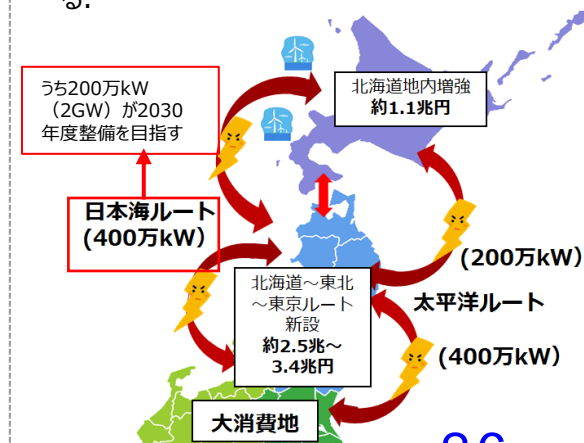 る.
うち200万kW
（2GW）が2030
年度整備を目指す
北海道地内増強
約1.1兆円
日本海ルート
(400万kW）
(200万kW）
北海道～東北
～東京ルート
新設
約2.5兆～
3.4兆円
太平洋ルート
(400万kW）
大消費地